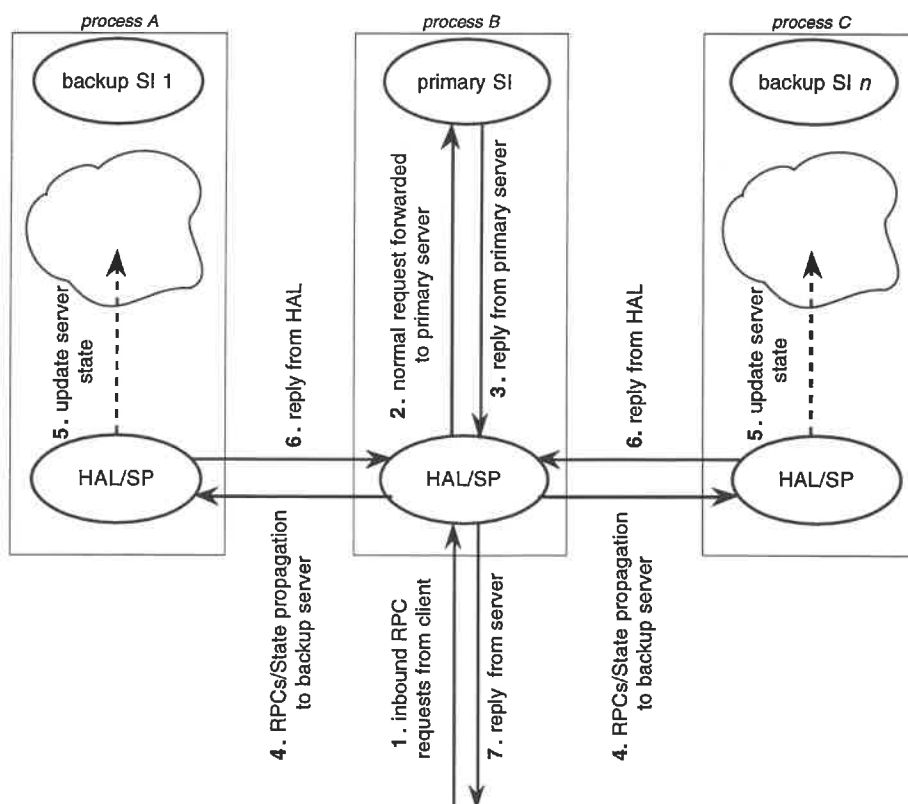 process A
process B
process C
backup SI 1
primary SI
backup SI n
5. update server
state
6. reply from HAL
2. normal request forwarded
to primary server
3. reply from primary server
6. reply from HAL
5. update server
state
HAL/SP
HAL/SP
HAL/SP
4. RPCs/State propagation
to backup server
1. inbound RPC
requests from client
7. reply from server
4. RPCs/State propagation
to backup server